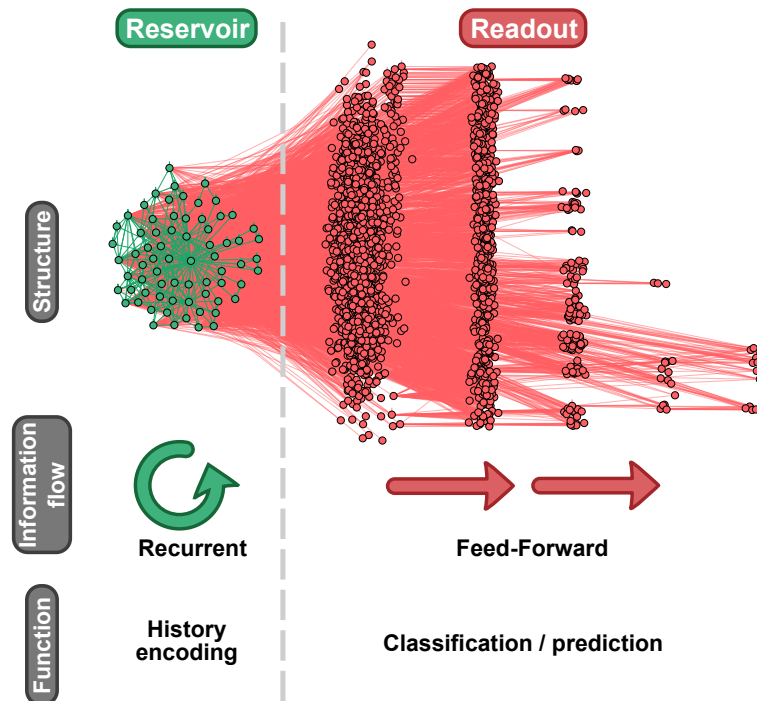 Reservoir
Readout
Structure
Information
flow
Recurrent
Feed-Forward
Function
History
encoding
Classification / prediction